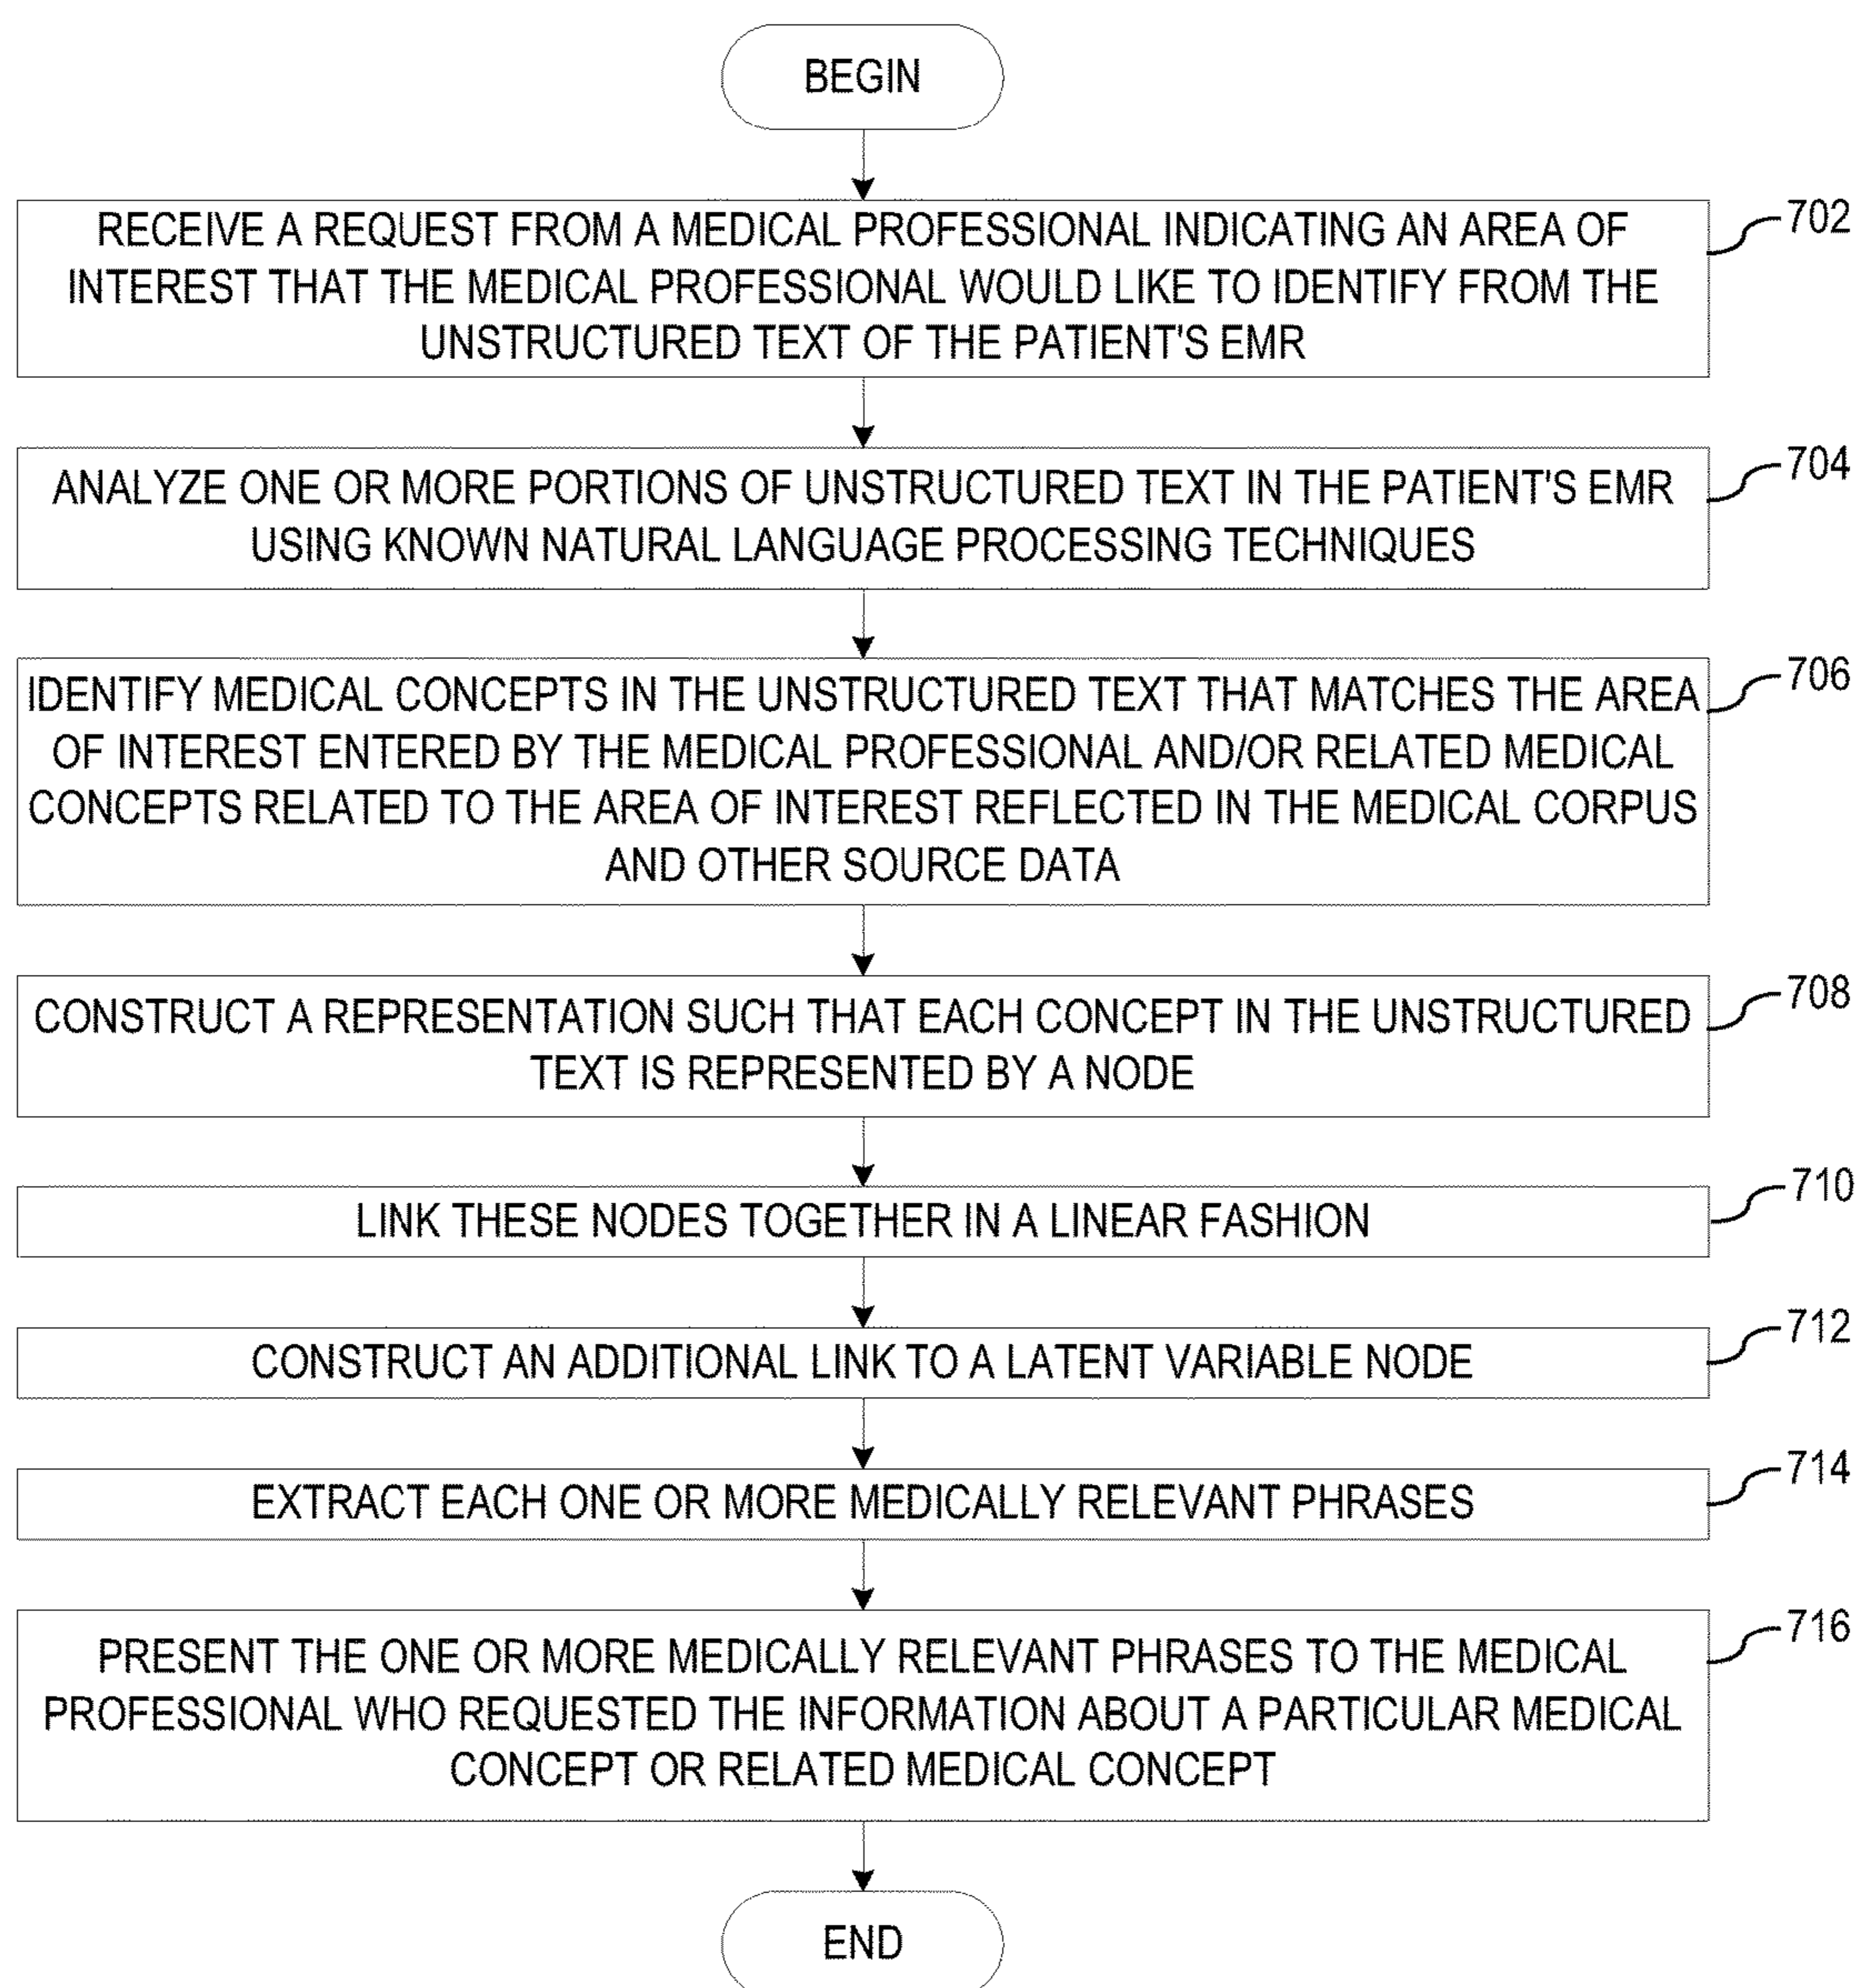 BEGIN
RECEIVE A REQUEST FROM A MEDICAL PROFESSIONAL INDICATING AN AREA OF
INTEREST THAT THE MEDICAL PROFESSIONAL WOULD LIKE TO IDENTIFY FROM THE
UNSTRUCTURED TEXT OF THE PATIENT'S EMR
702
ANALYZE ONE OR MORE PORTIONS OF UNSTRUCTURED TEXT IN THE PATIENT'S EMR
USING KNOWN NATURAL LANGUAGE PROCESSING TECHNIQUES
704
IDENTIFY MEDICAL CONCEPTS IN THE UNSTRUCTURED TEXT THAT MATCHES THE AREA
OF INTEREST ENTERED BY THE MEDICAL PROFESSIONAL AND/OR RELATED MEDICAL
CONCEPTS RELATED TO THE AREA OF INTEREST REFLECTED IN THE MEDICAL CORPUS
AND OTHER SOURCE DATA
706
CONSTRUCT A REPRESENTATION SUCH THAT EACH CONCEPT IN THE UNSTRUCTURED
TEXT IS REPRESENTED BY A NODE
708
LINK THESE NODES TOGETHER IN A LINEAR FASHION
710
CONSTRUCT AN ADDITIONAL LINK TO A LATENT VARIABLE NODE
712
EXTRACT EACH ONE OR MORE MEDICALLY RELEVANT PHRASES
714
PRESENT THE ONE OR MORE MEDICALLY RELEVANT PHRASES TO THE MEDICAL
PROFESSIONAL WHO REQUESTED THE INFORMATION ABOUT A PARTICULAR MEDICAL
CONCEPT OR RELATED MEDICAL CONCEPT
716
END